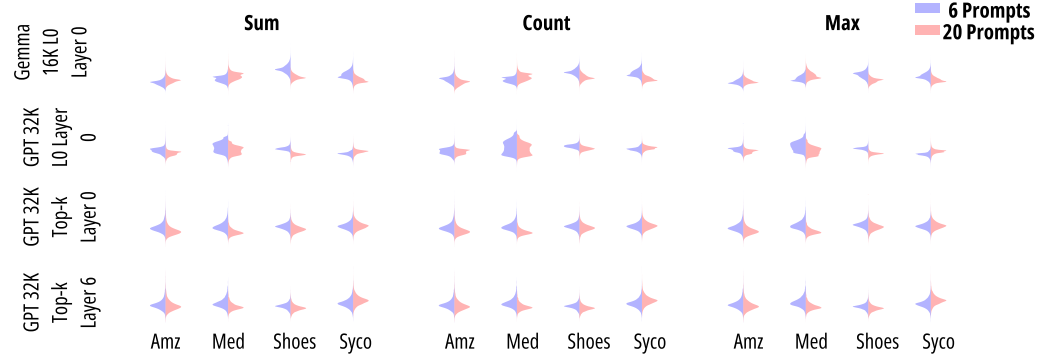 Sum
Count
Max
6 Prompts
20 Prompts
Gemma
16K L0
Layer 0
GPT 32K
L0 Layer
0
GPT 32K
Top-k
Layer 0
GPT 32K
Top-k
Layer 6
Amz Med Shoes Syco Amz Med Shoes Syco Amz Med Shoes Syco